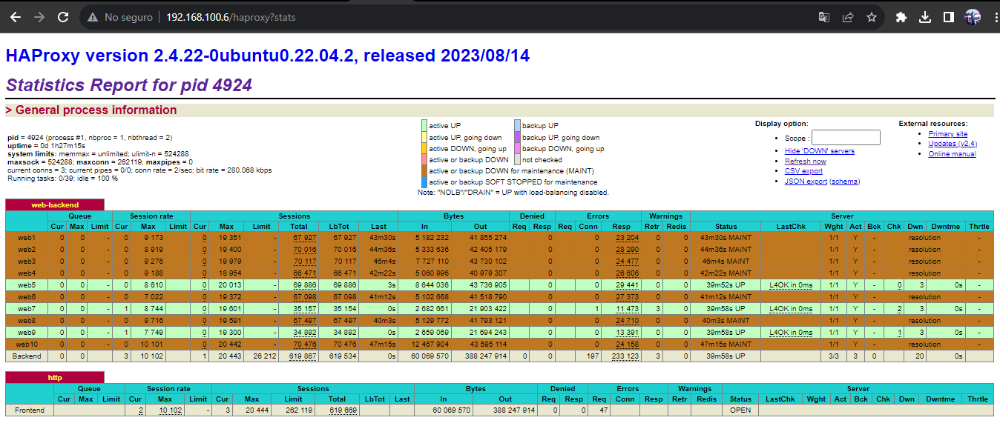 No seguro 192.168.100.6/haproxy?stats
HAProxy version 2.4.22-0ubuntu0.22.04.2, released 2023/08/14
Statistics Report for pid 4924
> General process information
pid = 4924 (process #1, nbproc = 1, nbthread = 2)
uptime = 0d 1h27m15s
system limits: memmax = unlimited; ulimit-n = 524288
maxsock = 524288; maxconn = 262119; maxpipes = 0
current conns = 3; current pipes = 0/0; conn rate = 2/sec; bit rate = 280.068 kbps
Running tasks: 0/39; idle = 100 %
active UP backup UP
active UP, going down backup UP, going down
active DOWN, going up backup DOWN, going up
active or backup DOWN not checked
active or backup DOWN for maintenance (MAINT)
active or backup SOFT STOPPED for maintenance
Note: "NOLB"/"DRAIN" = UP with load-balancing disabled.
Display option:
Scope :
Hide 'DOWN' servers
Refresh now
CSV export
JSON export (schema)
External resources:
Primary site
Updates (v2.4)
Online manual
web-backend
Queue Session rate Sessions Bytes Denied Errors Warnings Server
Cur Max Limit Cur Max Limit Cur Max Limit Total LbTot Last In Out Req Resp Req Conn Resp Retr Redis Status LastChk Wght Act Bck Chk Dwn Dwntme Thrtle
web1 0 0 - 0 9 173 0 19 351 - 67 927 67 927 43m30s 5 182 232 41 855 274 0 0 23 204 0 0 43m30s MAINT 1/1 Y - resolution -
web2 0 0 - 0 8 919 0 19 400 - 70 016 70 016 44m36s 5 333 636 42 405 179 0 0 28 290 0 0 44m36s MAINT 1/1 Y - resolution -
web3 0 0 - 0 9 276 0 19 979 - 70 117 70 117 46m4s 7 727 110 43 730 102 0 0 24 477 0 0 46m4s MAINT 1/1 Y - resolution -
web4 0 0 - 0 9 188 0 18 954 - 66 471 66 471 42m22s 5 060 996 40 979 307 0 0 26 606 0 0 42m22s MAINT 1/1 Y - resolution -
web5 0 0 - 0 8 610 0 20 013 - 69 886 69 886 3s 8 644 036 43 736 905 0 0 29 441 0 0 39m52s UP L4OK in 0ms 1/1 Y - 0 3 0s -
web6 0 0 - 0 7 022 0 19 372 - 67 098 67 098 41m12s 5 102 668 41 518 790 0 0 27 373 0 0 41m12s MAINT 1/1 Y - resolution -
web7 0 0 - 1 8 744 0 19 601 - 35 157 35 154 0s 2 682 661 21 903 422 0 1 11 473 3 0 39m58s UP L4OK in 0ms 1/1 Y - 2 3 0s -
web8 0 0 - 0 9 716 0 19 591 - 67 497 67 497 40m3s 5 129 772 41 793 121 0 0 24 710 0 0 40m3s MAINT 1/1 Y - resolution -
web9 0 0 - 1 7 749 0 19 300 - 34 892 34 892 0s 2 659 069 21 694 243 0 0 13 391 0 0 39m58s UP L4OK in 0ms 1/1 Y - 1 3 0s -
web10 0 0 - 0 10 101 0 20 442 - 70 476 70 476 47m15s 12 467 904 43 595 114 0 0 24 158 0 0 47m15s MAINT 1/1 Y - resolution -
Backend 0 0 3 10 102 1 20 443 26 212 619 867 619 534 0s 60 069 570 388 247 914 0 0 197 233 123 3 0 39m58s UP 3/3 3 0 20 0s
http
Queue Session rate Sessions Bytes Denied Errors Warnings Server
Cur Max Limit Cur Max Limit Cur Max Limit Total LbTot Last In Out Req Resp Req Conn Resp Retr Redis Status LastChk Wght Act Bck Chk Dwn Dwntme Thrtle
Frontend 2 10 102 - 3 20 444 262 119 619 669 60 069 570 388 247 914 0 0 47 OPEN